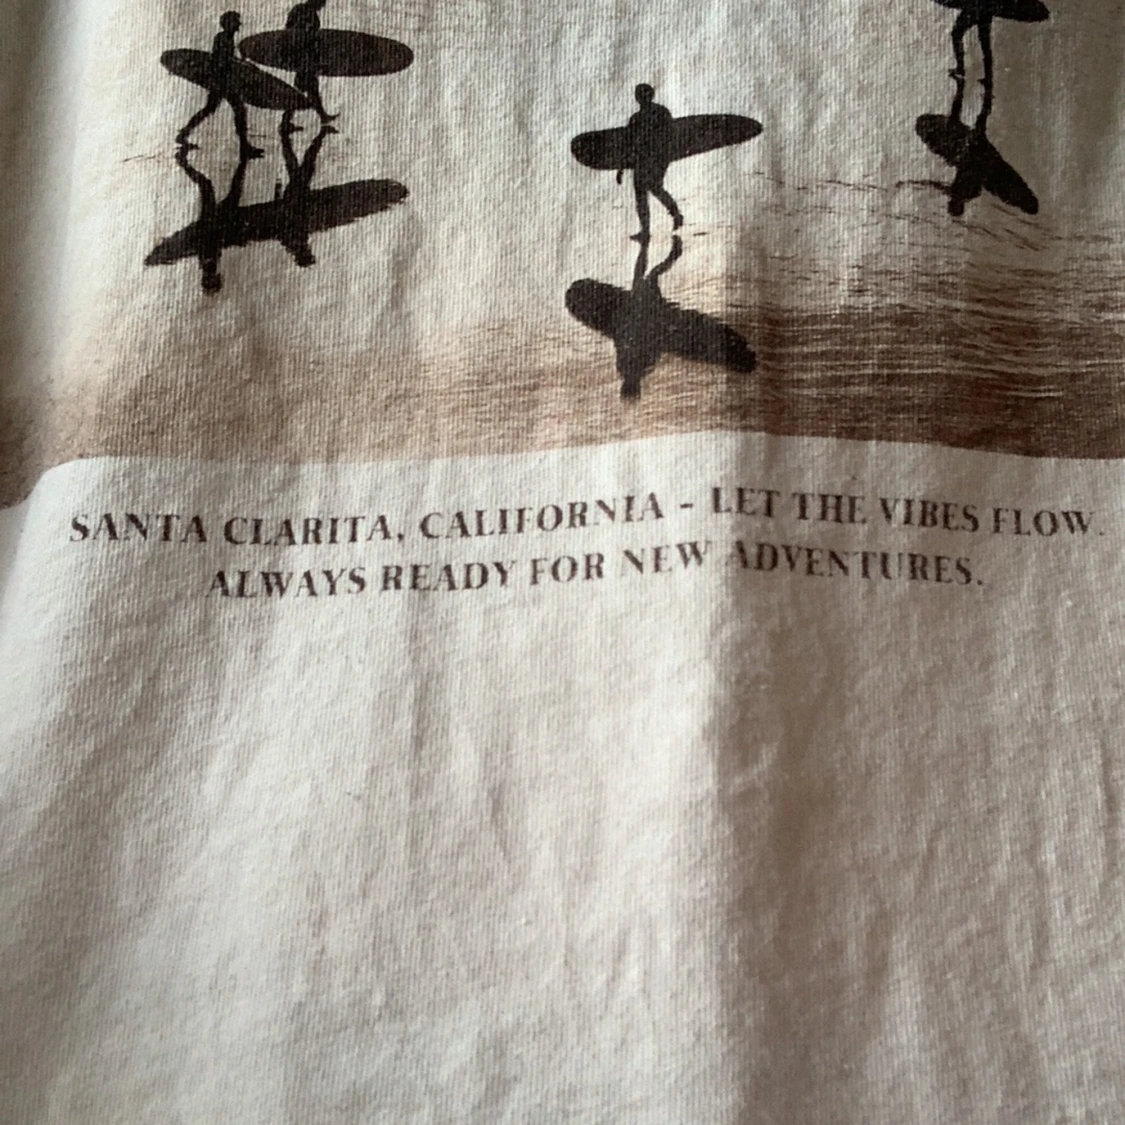 SANTA CLARITA, CALIFORNIA - LET THE VIBES FLOW.
ALWAYS READY FOR NEW ADVENTURES.